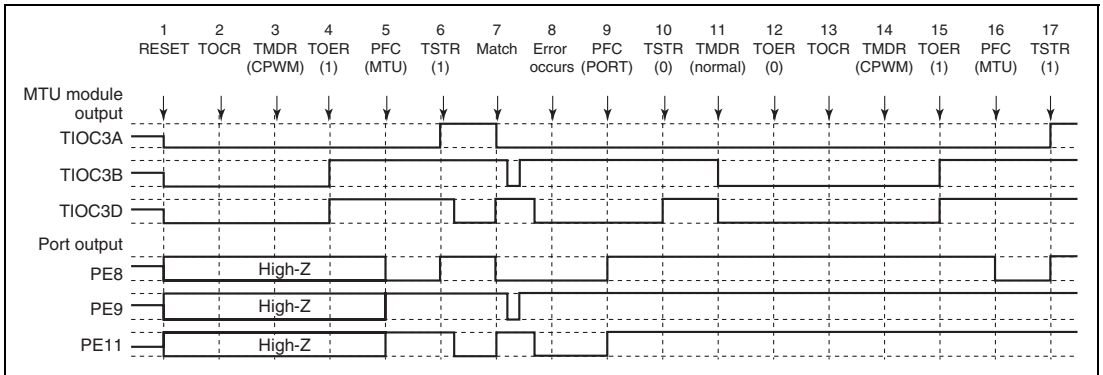 1 2 3 4 5 6 7 8 9 10 11 12 13 14 15 16 17
RESET TOCR TMDR TOER PFC TSTR Match Error PFC TSTR TMDR TOER TOCR TMDR TOER PFC TSTR
(CPWM) (1) (MTU) (1) occurs (PORT) (0) (normal) (0) (CPWM) (1) (MTU) (1)
MTU module
output
TIOC3A
TIOC3B
TIOC3D
Port output
PE8 High-Z
PE9 High-Z
PE11 High-Z